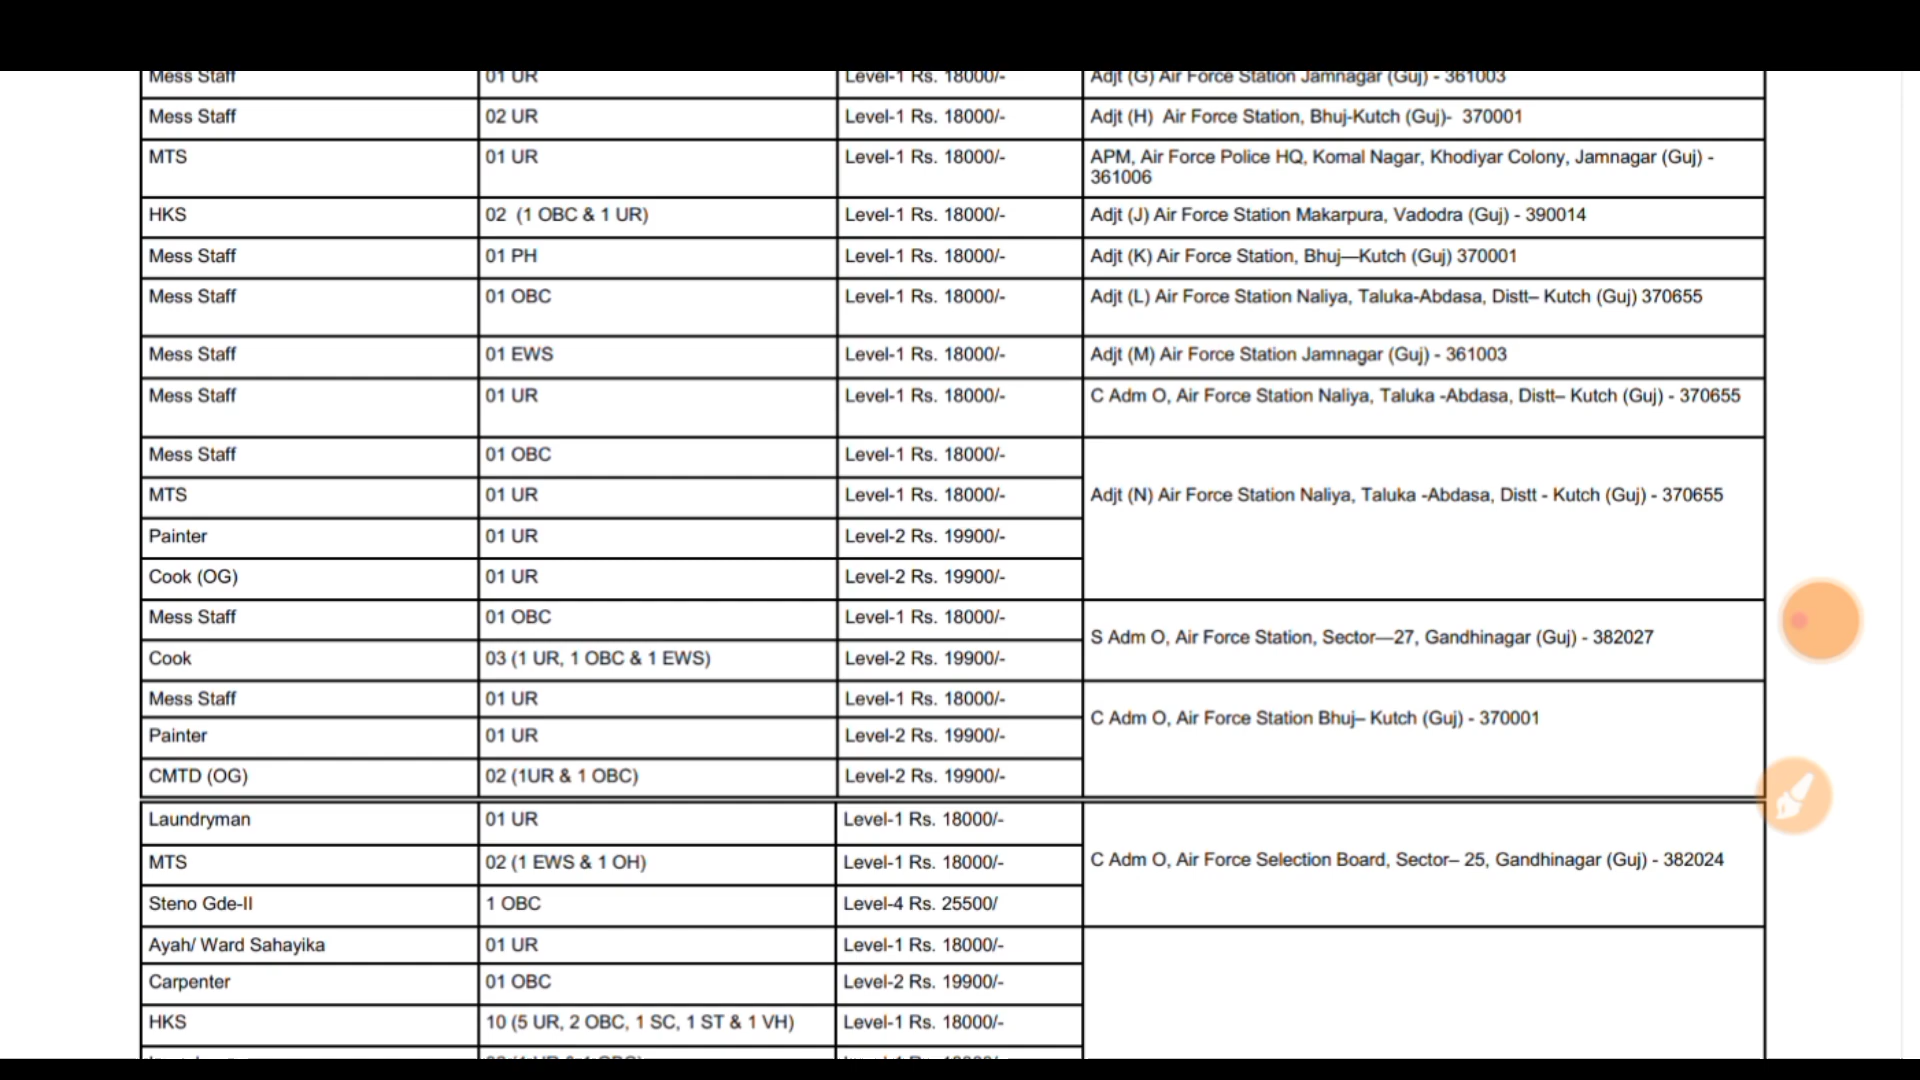 Mess Staff 01 UR Level-1 Rs. 18000/- Adjt (G) Air Force Station Jamnagar (Guj) - 361003
Mess Staff 02 UR Level-1 Rs. 18000/- Adjt (H) Air Force Station, Bhuj-Kutch (Guj)- 370001
MTS 01 UR Level-1 Rs. 18000/- APM, Air Force Police HQ, Komal Nagar, Khodiyar Colony, Jamnagar (Guj) -
361006
HKS 02 (1 OBC & 1 UR) Level-1 Rs. 18000/- Adjt (J) Air Force Station Makarpura, Vadodra (Guj) - 390014
Mess Staff 01 PH Level-1 Rs. 18000/- Adjt (K) Air Force Station, Bhuj—Kutch (Guj) 370001
Mess Staff 01 OBC Level-1 Rs. 18000/- Adjt (L) Air Force Station Naliya, Taluka-Abdasa, Distt– Kutch (Guj) 370655
Mess Staff 01 EWS Level-1 Rs. 18000/- Adjt (M) Air Force Station Jamnagar (Guj) - 361003
Mess Staff 01 UR Level-1 Rs. 18000/- C Adm O, Air Force Station Naliya, Taluka -Abdasa, Distt– Kutch (Guj) - 370655
Mess Staff 01 OBC Level-1 Rs. 18000/-
MTS 01 UR Level-1 Rs. 18000/- Adjt (N) Air Force Station Naliya, Taluka -Abdasa, Distt - Kutch (Guj) - 370655
Painter 01 UR Level-2 Rs. 19900/-
Cook (OG) 01 UR Level-2 Rs. 19900/-
Mess Staff 01 OBC Level-1 Rs. 18000/-
S Adm O, Air Force Station, Sector—27, Gandhinagar (Guj) - 382027
Cook 03 (1 UR, 1 OBC & 1 EWS) Level-2 Rs. 19900/-
Mess Staff 01 UR Level-1 Rs. 18000/-
C Adm O, Air Force Station Bhuj– Kutch (Guj) - 370001
Painter 01 UR Level-2 Rs. 19900/-
CMTD (OG) 02 (1UR & 1 OBC) Level-2 Rs. 19900/-
Laundryman 01 UR Level-1 Rs. 18000/-
MTS 02 (1 EWS & 1 OH) Level-1 Rs. 18000/- C Adm O, Air Force Selection Board, Sector– 25, Gandhinagar (Guj) - 382024
Steno Gde-II 1 OBC Level-4 Rs. 25500/
Ayah/ Ward Sahayika 01 UR Level-1 Rs. 18000/-
Carpenter 01 OBC Level-2 Rs. 19900/-
HKS 10 (5 UR, 2 OBC, 1 SC, 1 ST & 1 VH) Level-1 Rs. 18000/-